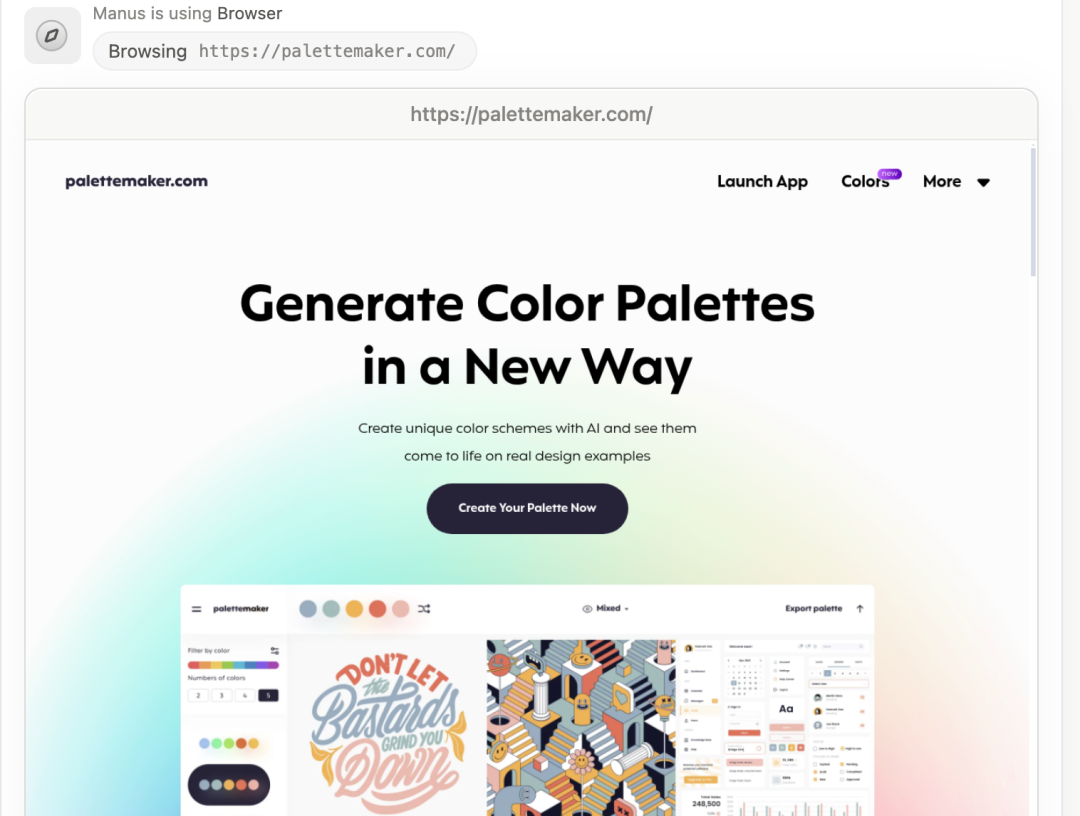 Manus is using Browser
Browsing https://palettemaker.com/
https://palettemaker.com/
palettemaker.com
Launch App
Colors
new
More
Generate Color Palettes
in a New Way
Create unique color schemes with AI and see them
come to life on real design examples
Create Your Palette Now
palettemaker
Mixed
Export palette
Filter by color
Numbers of colors
2 3 4 5
DON'T LET
the
Bastards
GRIND YOU
Down
Aa
248,500